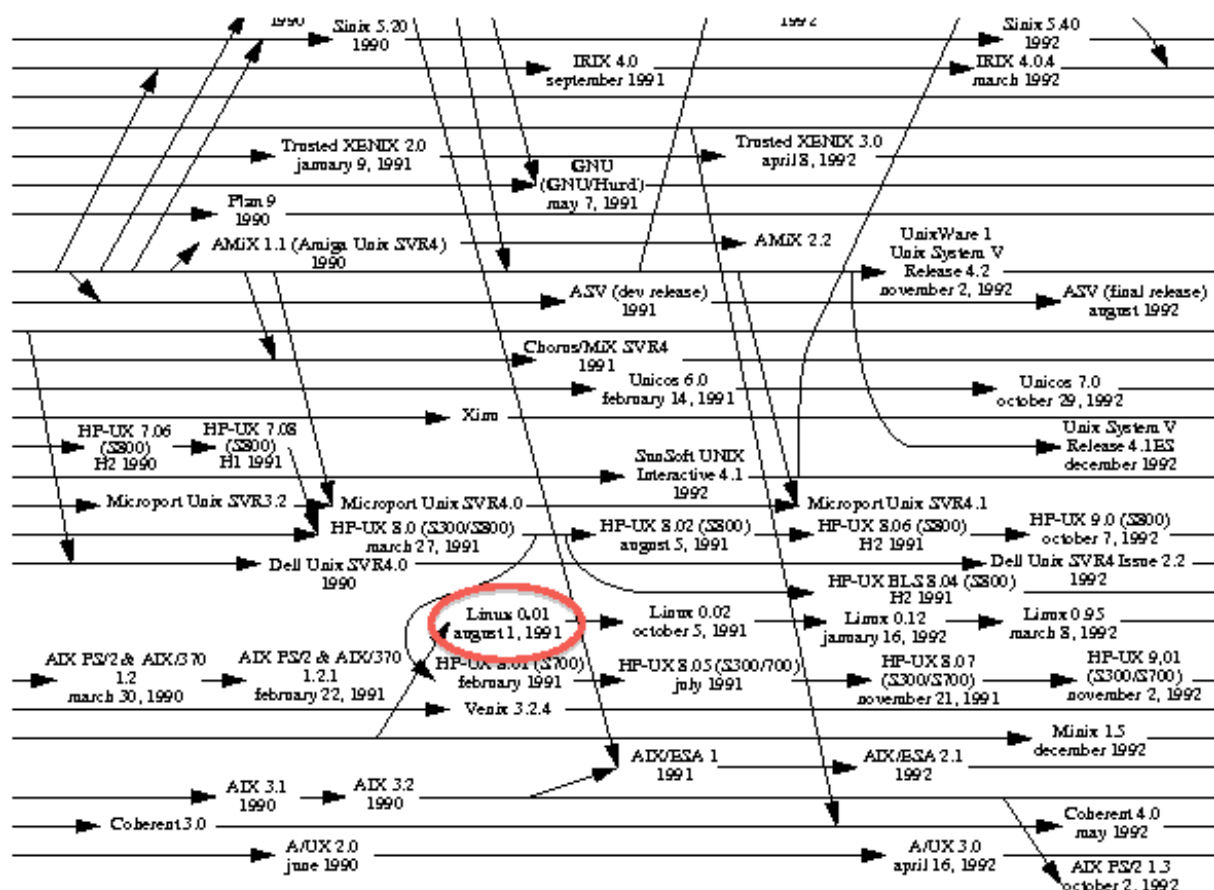 1990
Sinix 5.20
1990
1992
Sinix 5.40
1992
IRIX 4.0
september 1991
IRIX 4.0.4
march 1992
Trusted XENIX 2.0
january 9, 1991
Trusted XENIX 3.0
april 8, 1992
GNU
(GNU/Hurd)
may 7, 1991
Plan 9
1990
AMiX 1.1 (Amiga Unix SVR4)
1990
AMiX 2.2
UnixWare 1
Unix System V
Release 4.2
november 2, 1992
ASV (dev release)
1991
ASV (final release)
august 1992
Chorus/MiX SVR4
1991
Unicos 6.0
february 14, 1991
Unicos 7.0
october 29, 1992
Xinu
HP-UX 7.06
(S800)
H2 1990
HP-UX 7.08
(S800)
H1 1991
Unix System V
Release 4.1ES
december 1992
SunSoft UNIX
Interactive 4.1
1992
Microport Unix SVR3.2
Microport Unix SVR4.0
Microport Unix SVR4.1
HP-UX 8.0 (S300/S800)
march 27, 1991
HP-UX 8.02 (S800)
august 5, 1991
HP-UX 8.06 (S800)
H2 1991
HP-UX 9.0 (S800)
october 7, 1992
Dell Unix SVR4.0
1990
Dell Unix SVR4 Issue 2.2
1992
HP-UX BLS 8.04 (S800)
H2 1991
Linux 0.01
august 1, 1991
Linux 0.02
october 5, 1991
Linux 0.12
january 16, 1992
Linux 0.95
march 8, 1992
AIX PS/2 & AIX/370
1.2
march 30, 1990
AIX PS/2 & AIX/370
1.2.1
february 22, 1991
HP-UX 8.01 (S700)
february 1991
HP-UX 8.05 (S300/700)
july 1991
HP-UX 8.07
(S300/S700)
november 21, 1991
HP-UX 9,01
(S300/S700)
november 2, 1992
Venix 3.2.4
Minix 1.5
december 1992
AIX/ESA 1
1991
AIX/ESA 2.1
1992
AIX 3.1
1990
AIX 3.2
1990
Coherent 3.0
Coherent 4.0
may 1992
A/UX 2.0
june 1990
A/UX 3.0
april 16, 1992
AIX PS/2 1.3
october 2, 1992